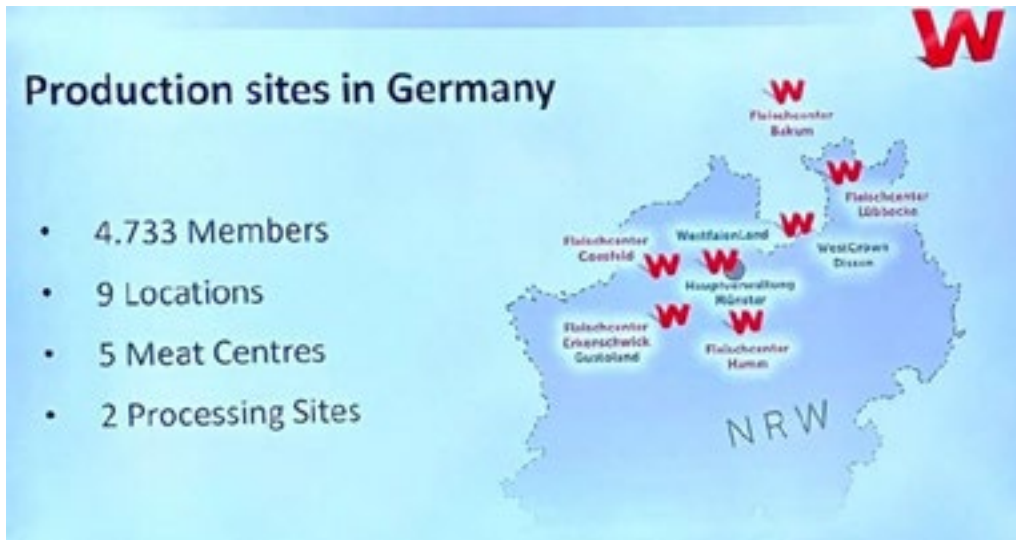 W
Production sites in Germany
• 4.733 Members
• 9 Locations
• 5 Meat Centres
• 2 Processing Sites
W
Fleischcenter
Bakum
W
Fleischcenter
Lübbecke
W
WestCrown
Dissen
WestfalenLand
W
Hauptverwaltung
Münster
Fleischcenter
Coesfeld
W
W
Fleischcenter
Erkenschwick
Gustoland
W
Fleischcenter
Hamm
NRW